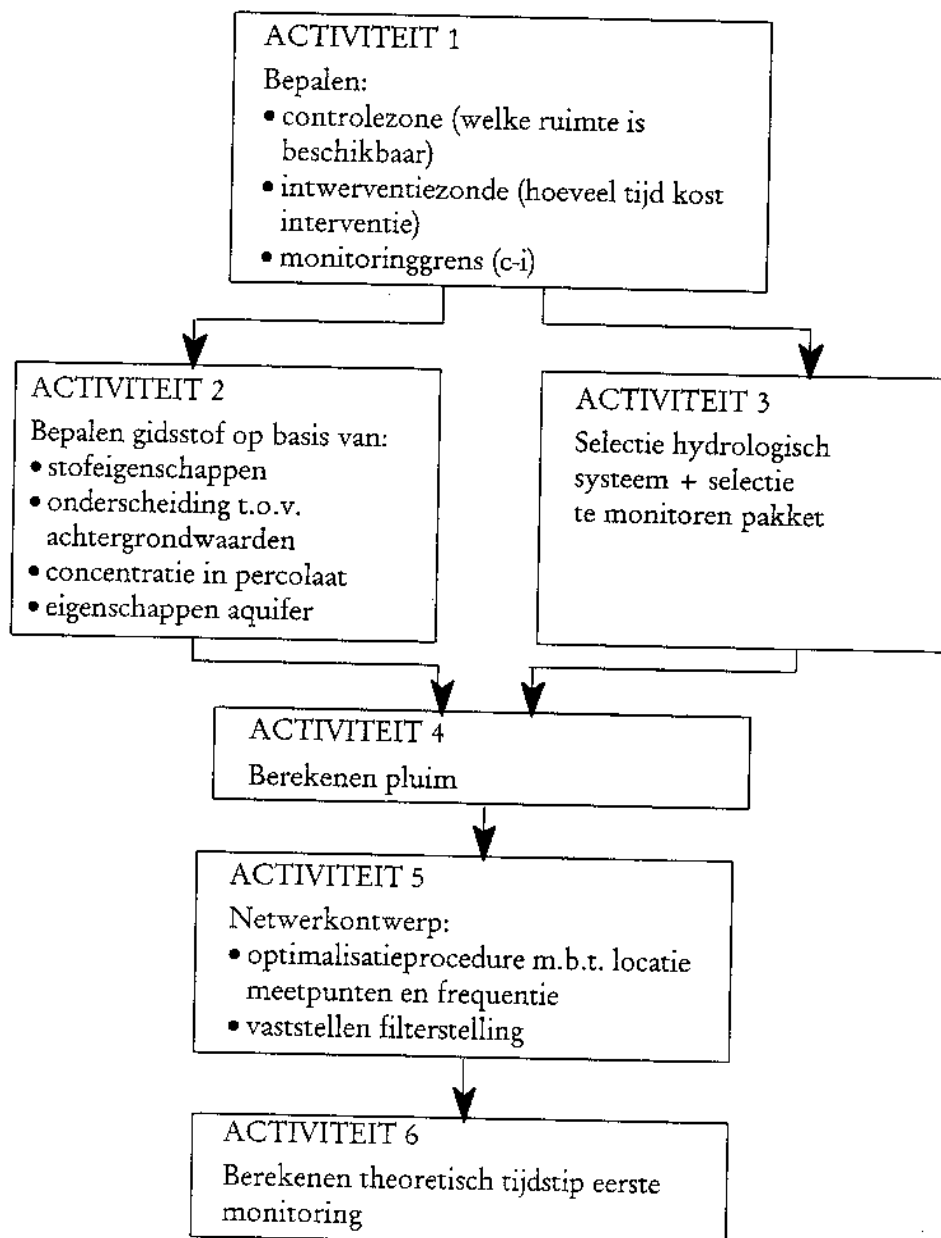 ACTIVITEIT 1
Bepalen:
• controlezone (welke ruimte is
beschikbaar)
• intwerventiezonde (hoeveel tijd kost
interventie)
• monitoringgrens (c-i)
ACTIVITEIT 2
Bepalen gidsstof op basis van:
• stofeigenschappen
• onderscheiding t.o.v.
achtergrondwaarden
• concentratie in percolaat
• eigenschappen aquifer
ACTIVITEIT 3
Selectie hydrologisch
systeem + selectie
te monitoren pakket
ACTIVITEIT 4
Berekenen pluim
ACTIVITEIT 5
Netwerkontwerp:
• optimalisatieprocedure m.b.t. locatie
meetpunten en frequentie
• vaststellen filterstelling
ACTIVITEIT 6
Berekenen theoretisch tijdstip eerste
monitoring